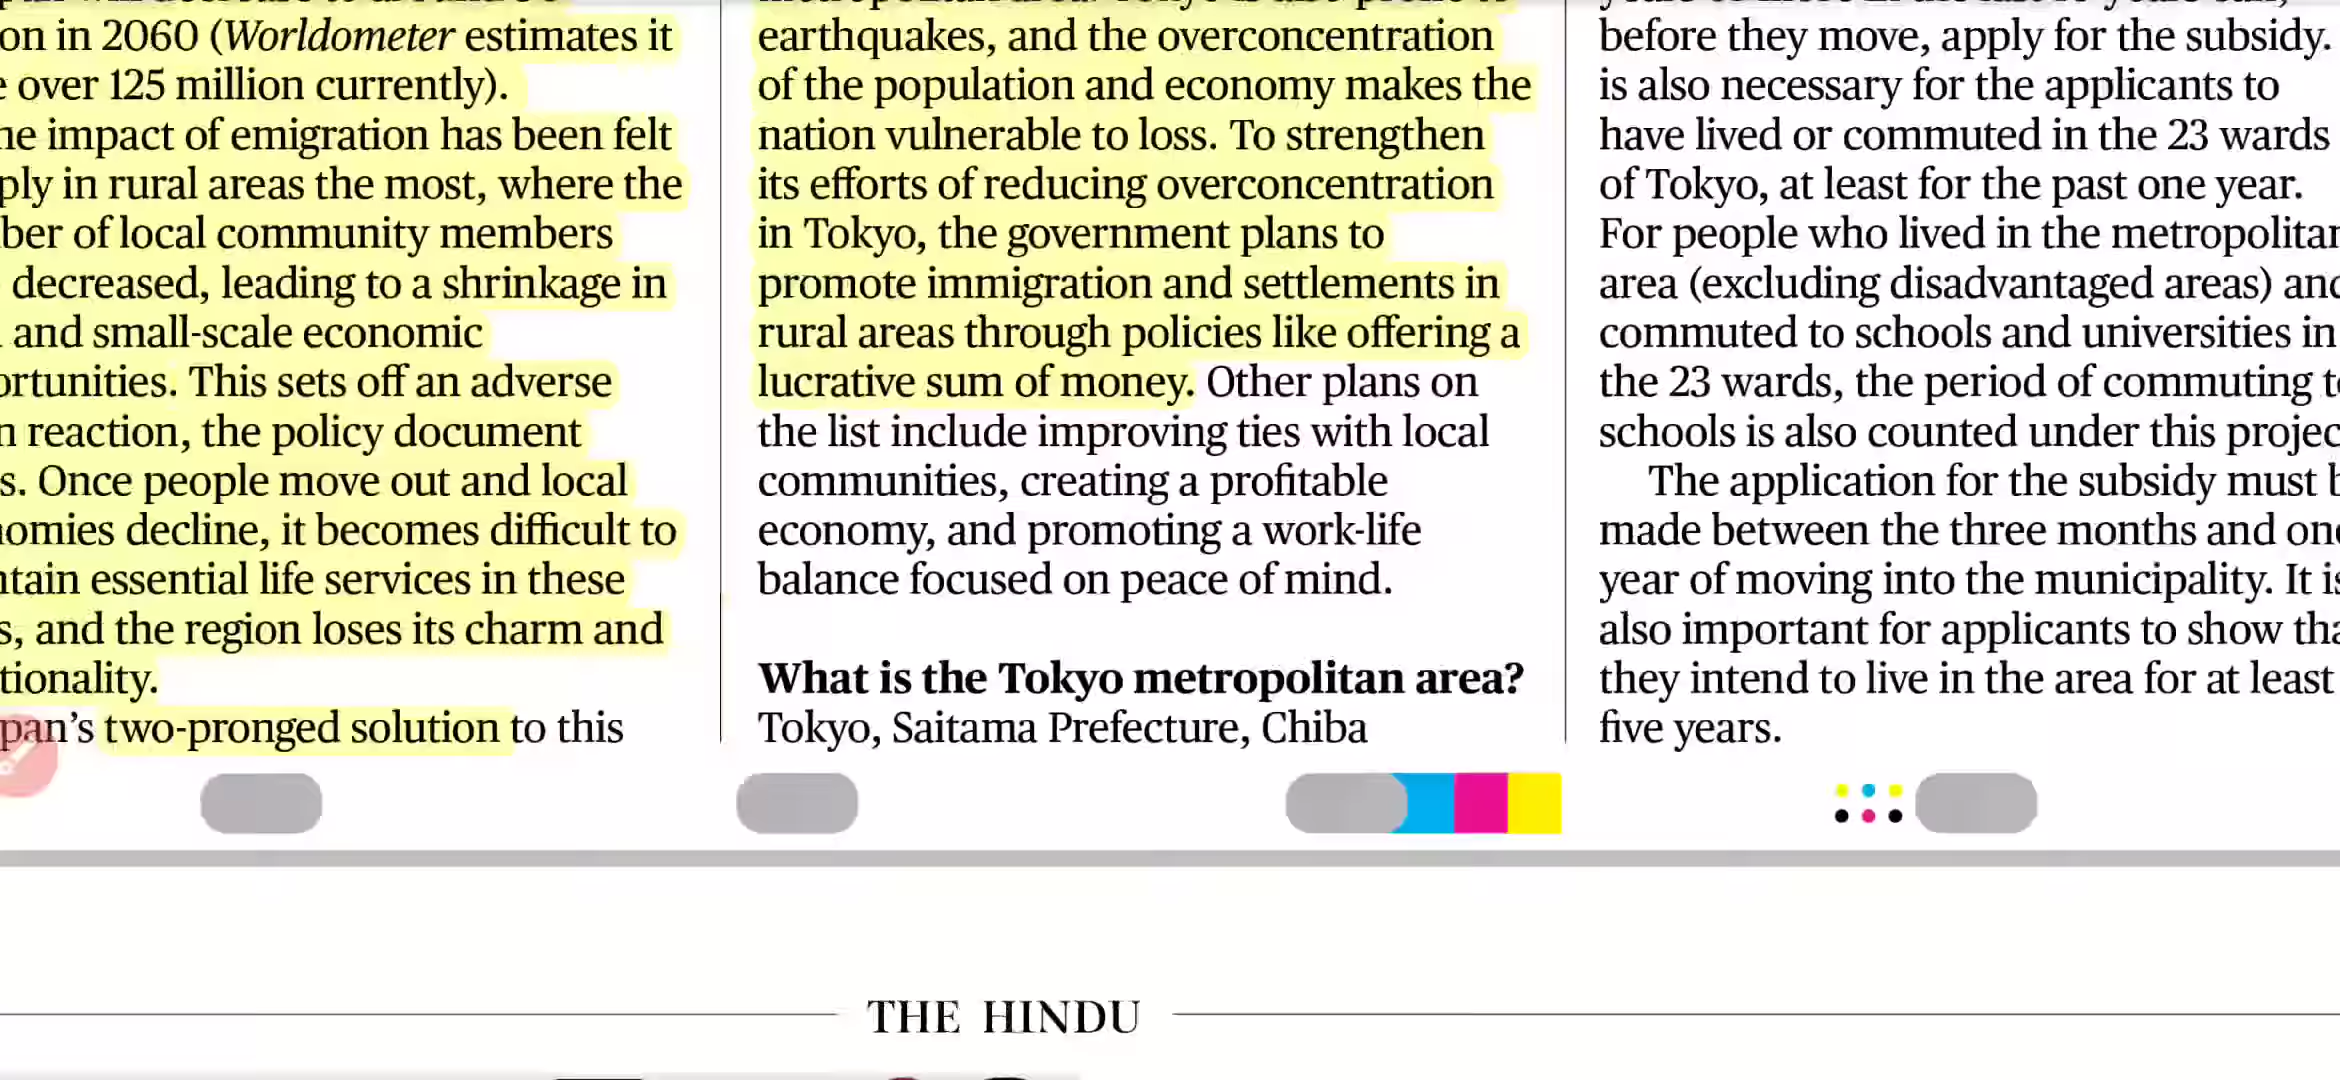 on in 2060 (Worldometer estimates it
over 125 million currently).
impact of emigration has been felt
in rural areas the most, where the
of local community members
decreased, leading to a shrinkage in
and small-scale economic
This sets off an adverse
reaction, the policy document
Once people move out and local
decline, it becomes difficult to
essential life services in these
and the region loses its charm and
two-pronged solution to this
earthquakes, and the overconcentration
of the population and economy makes the
nation vulnerable to loss. To strengthen
its efforts of reducing overconcentration
in Tokyo, the government plans to
promote immigration and settlements in
rural areas through policies like offering a
lucrative sum of money. Other plans on
the list include improving ties with local
communities, creating a profitable
economy, and promoting a work-life
balance focused on peace of mind.
What is the Tokyo metropolitan area?
Tokyo, Saitama Prefecture, Chiba
before they move, apply for the subsidy.
is also necessary for the applicants to
have lived or commuted in the 23 wards
of Tokyo, at least for the past one year.
For people who lived in the metropolitan
area (excluding disadvantaged areas) and
commuted to schools and universities in
the 23 wards, the period of commuting to
schools is also counted under this project
The application for the subsidy must
made between the three months and one
year of moving into the municipality. It is
also important for applicants to show that
they intend to live in the area for at least
five years.
THE HINDU